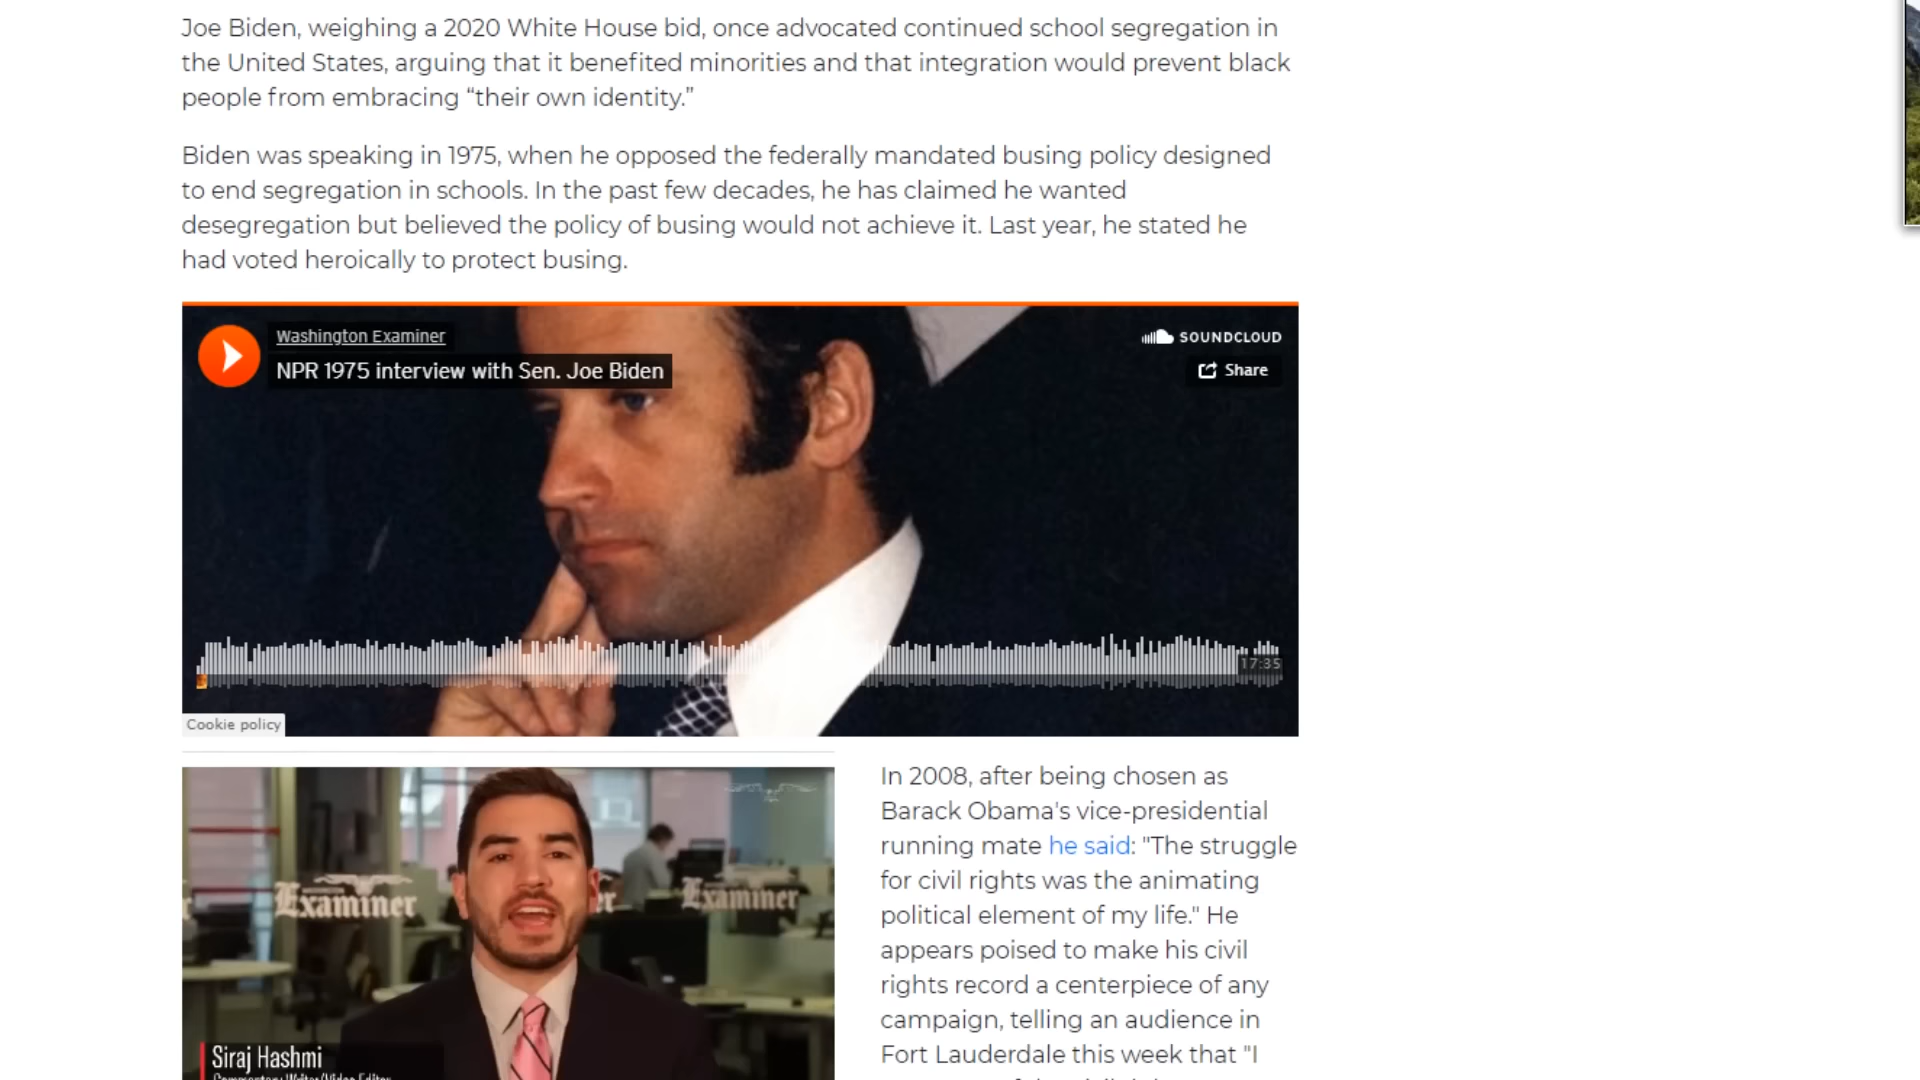 Joe Biden, weighing a 2020 White House bid, once advocated continued school segregation in
the United States, arguing that it benefited minorities and that integration would prevent black
people from embracing “their own identity.”
Biden was speaking in 1975, when he opposed the federally mandated busing policy designed
to end segregation in schools. In the past few decades, he has claimed he wanted
desegregation but believed the policy of busing would not achieve it. Last year, he stated he
had voted heroically to protect busing.
Washington Examiner
NPR 1975 interview with Sen. Joe Biden
SOUNDCLOUD
Share
17:35
Cookie policy
Examiner
Examiner
Siraj Hashmi
Commentary Writer/Video Editor
In 2008, after being chosen as
Barack Obama's vice-presidential
running mate he said: "The struggle
for civil rights was the animating
political element of my life." He
appears poised to make his civil
rights record a centerpiece of any
campaign, telling an audience in
Fort Lauderdale this week that "I